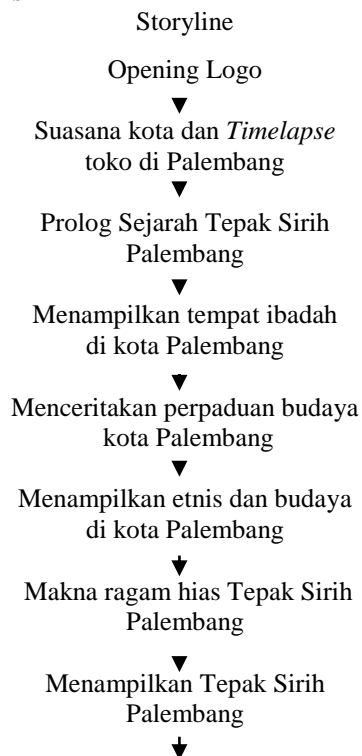 Storyline
Opening Logo
Suasana kota dan Timelapse
toko di Palembang
Prolog Sejarah Tepak Sirih
Palembang
Menampilkan tempat ibadah
di kota Palembang
Menceritakan perpaduan budaya
kota Palembang
Menampilkan etnis dan budaya
di kota Palembang
Makna ragam hias Tepak Sirih
Palembang
Menampilkan Tepak Sirih
Palembang